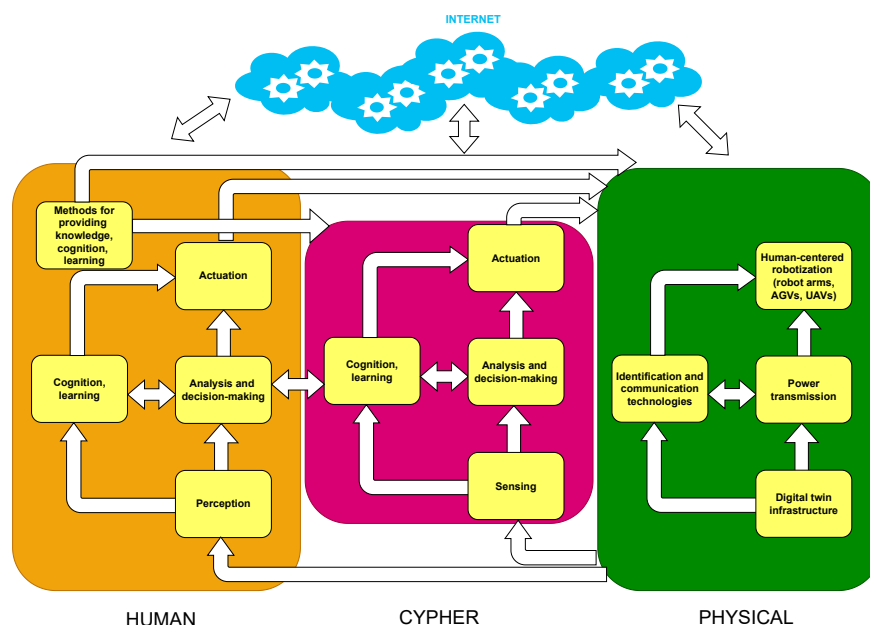 INTERNET
Methods for
providing
knowledge,
cognition,
learning
Actuation
Cognition,
learning
Analysis and
decision-making
Perception
Actuation
Cognition,
learning
Analysis and
decision-making
Sensing
Human-centered
robotization
(robot arms,
AGVs, UAVs)
Identification and
communication
technologies
Power
transmission
Digital twin
infrastructure
HUMAN
CYPHER
PHYSICAL